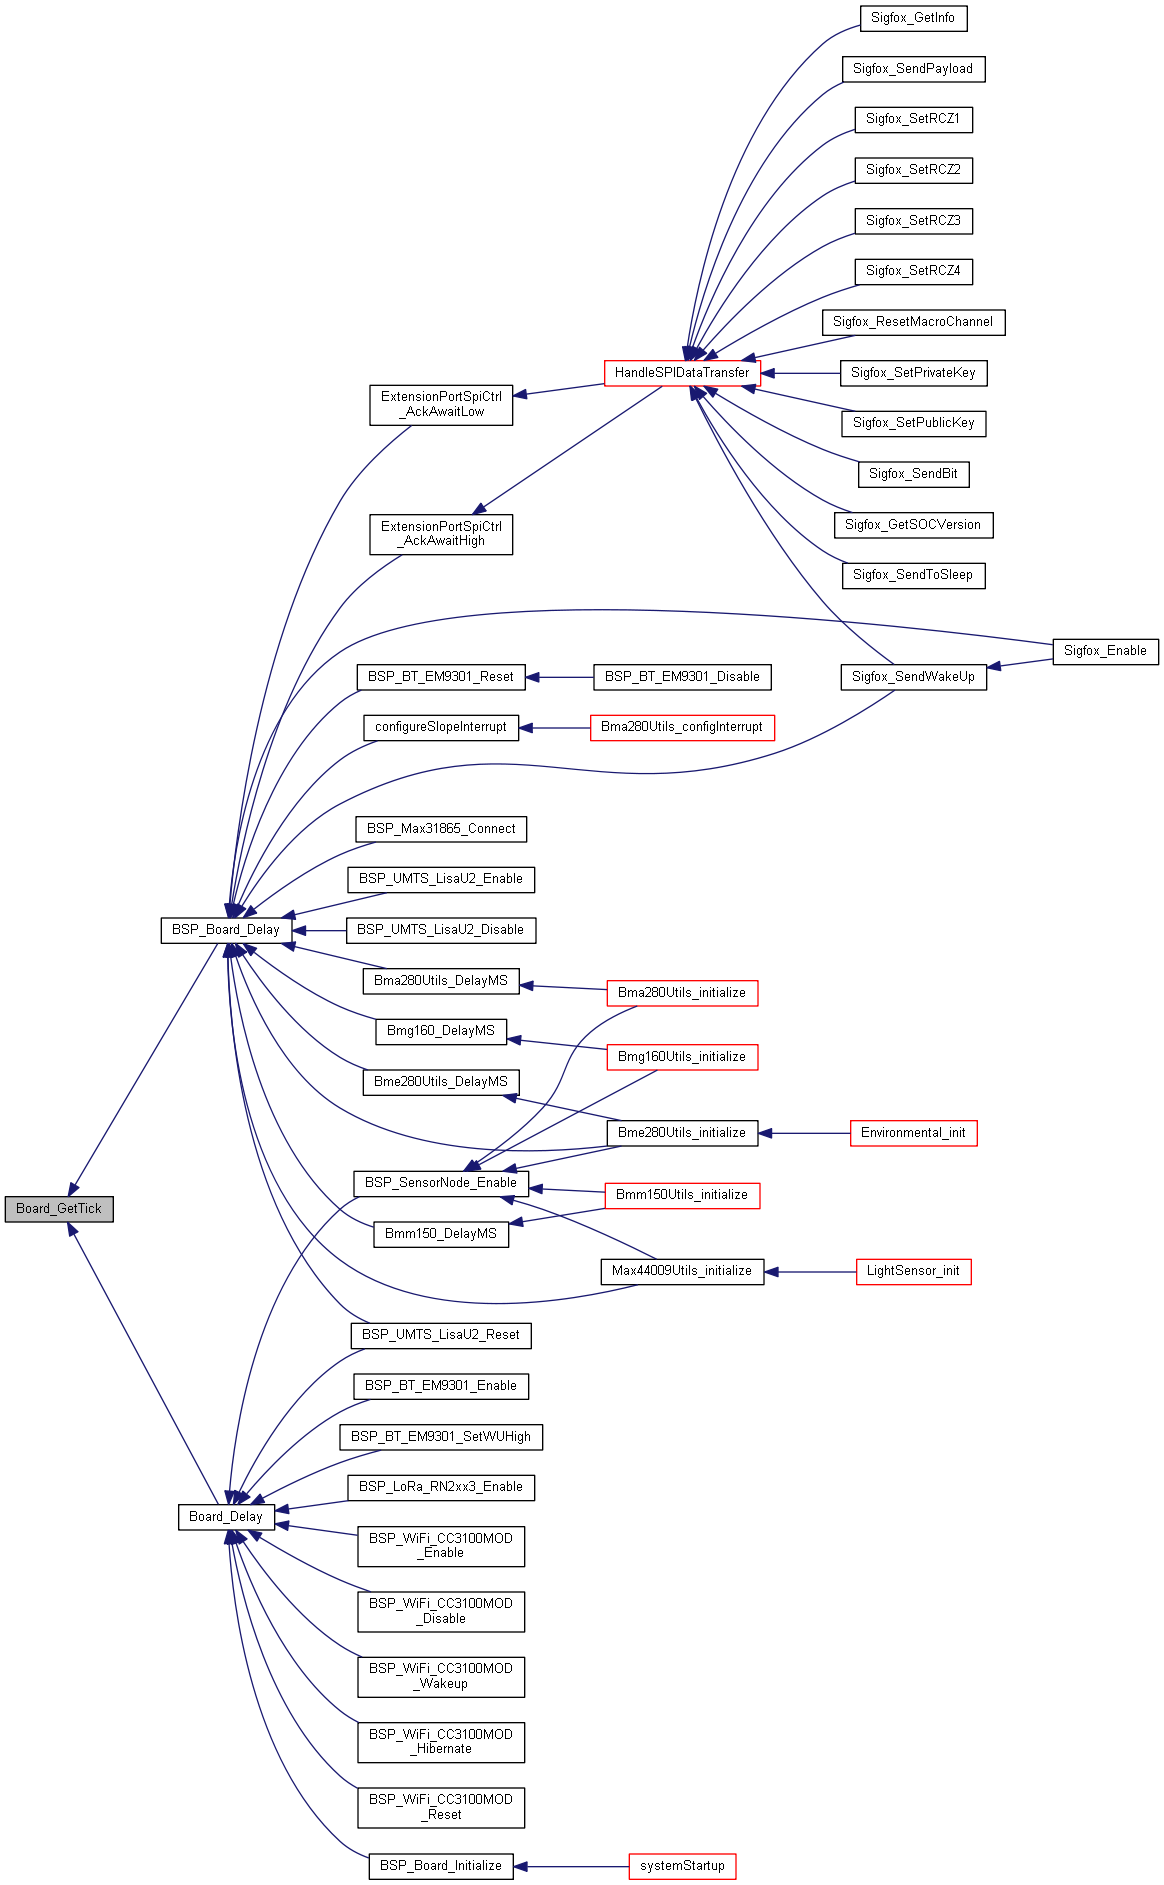 Sigfox_GetInfo
Sigfox_SendPayload
Sigfox_SetRCZ1
Sigfox_SetRCZ2
Sigfox_SetRCZ3
Sigfox_SetRCZ4
Sigfox_ResetMacroChannel
HandleSPIDataTransfer
Sigfox_SetPrivateKey
ExtensionPortSpiCtrl
_AckAwaitLow
Sigfox_SetPublicKey
Sigfox_SendBit
Sigfox_GetSOCVersion
ExtensionPortSpiCtrl
_AckAwaitHigh
Sigfox_SendToSleep
Sigfox_Enable
BSP_BT_EM9301_Reset
BSP_BT_EM9301_Disable
Sigfox_SendWakeUp
configureSlopeInterrupt
Bma280Utils_configInterrupt
BSP_Max31865_Connect
BSP_UMTS_LisaU2_Enable
BSP_Board_Delay
BSP_UMTS_LisaU2_Disable
Bma280Utils_DelayMS
Bma280Utils_initialize
Bmg160_DelayMS
Bmg160Utils_initialize
Bme280Utils_DelayMS
Bme280Utils_initialize
Environmental_init
BSP_SensorNode_Enable
Bmm150Utils_initialize
Board_GetTick
Bmm150_DelayMS
Max44009Utils_initialize
LightSensor_init
BSP_UMTS_LisaU2_Reset
BSP_BT_EM9301_Enable
BSP_BT_EM9301_SetWUHigh
BSP_LoRa_RN2xx3_Enable
Board_Delay
BSP_WiFi_CC3100MOD
_Enable
BSP_WiFi_CC3100MOD
_Disable
BSP_WiFi_CC3100MOD
_Wakeup
BSP_WiFi_CC3100MOD
_Hibernate
BSP_WiFi_CC3100MOD
_Reset
BSP_Board_Initialize
systemStartup